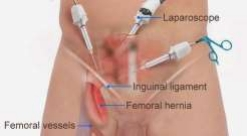 Laparoscope
Inguinal ligament
Femoral hernia
Femoral vessels